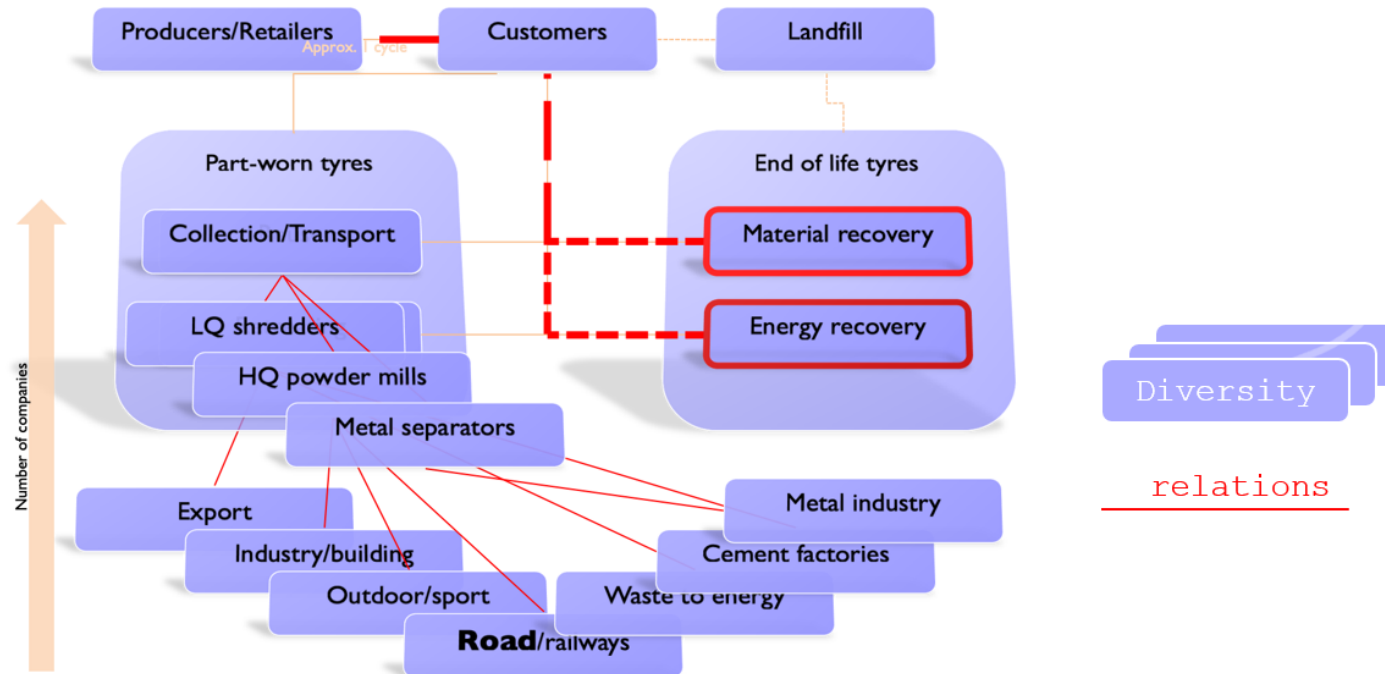 Producers/Retailers
Approx. 1 cycle
Customers
Landfill
Part-worn tyres
End of life tyres
Collection/Transport
Material recovery
LQ shredders
Energy recovery
HQ powder mills
Metal separators
Number of companies
Diversity
relations
Export
Metal industry
Industry/building
Cement factories
Outdoor/sport
Waste to energy
Road/railways